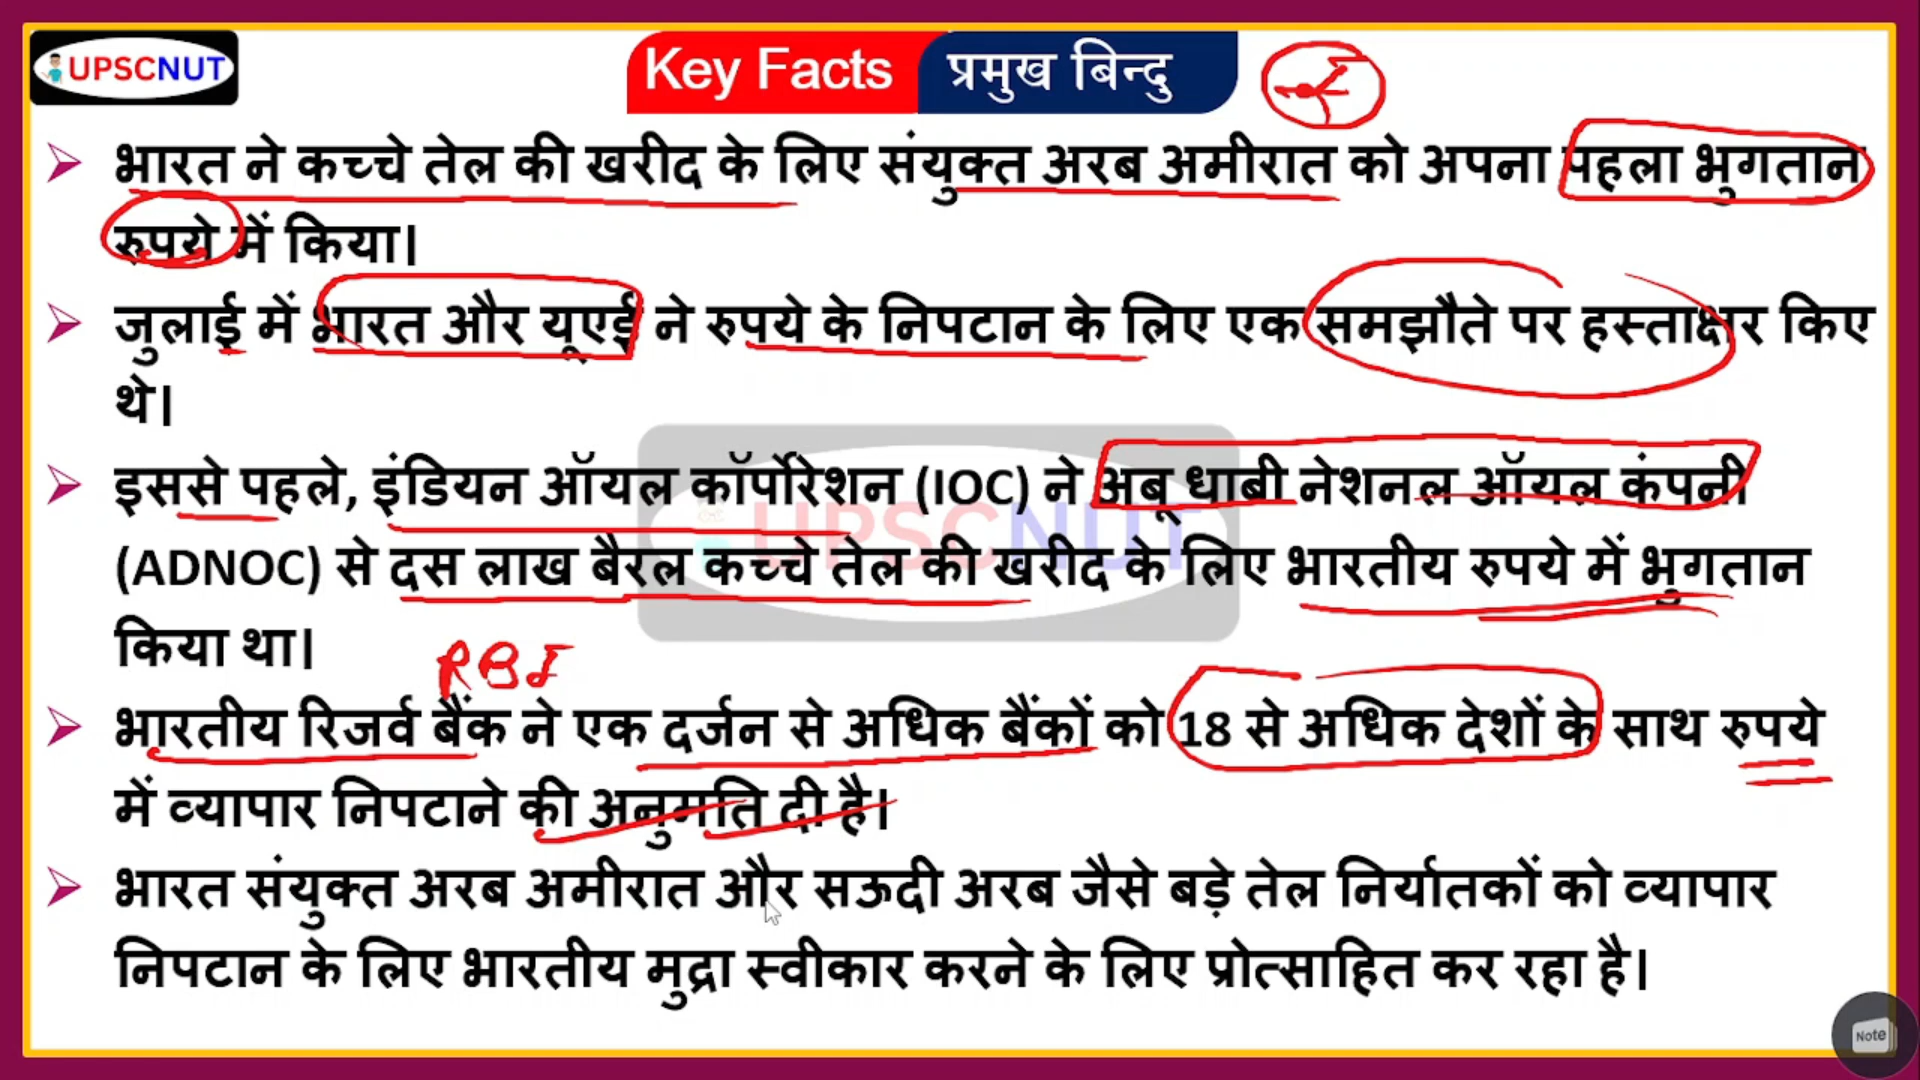 UPSCNUT
Key Facts प्रमुख बिन्दु
भारत ने कच्चे तेल की खरीद के लिए संयुक्त अरब अमीरात को अपना पहला भुगतान
रुपये में किया।
जुलाई में भारत और यूएई ने रुपये के निपटान के लिए एक समझौते पर हस्ताक्षर किए
थे।
इससे पहले, इंडियन ऑयल कॉर्पोरेशन (IOC) ने अबू धाबी नेशनल ऑयल कंपनी
UPSCNUT
(ADNOC) से दस लाख बैरल कच्चे तेल की खरीद के लिए भारतीय रुपये में भुगतान
किया था।
RBI
भारतीय रिजर्व बैंक ने एक दर्जन से अधिक बैंकों को 18 से अधिक देशों के साथ रुपये
में व्यापार निपटाने की अनुमति दी है।
भारत संयुक्त अरब अमीरात और सऊदी अरब जैसे बड़े तेल निर्यातकों को व्यापार
निपटान के लिए भारतीय मुद्रा स्वीकार करने के लिए प्रोत्साहित कर रहा है।
Note